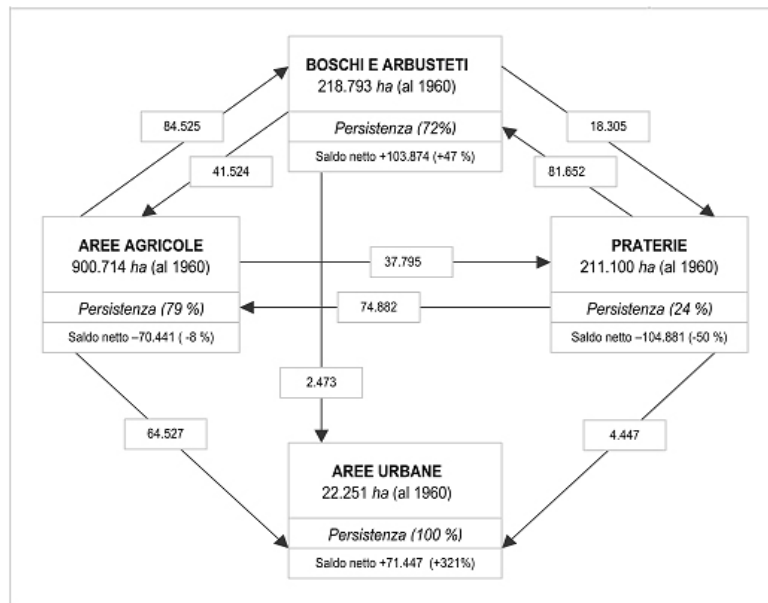 BOSCHI E ARBUSTETI
218.793 ha (al 1960)
Persistenza (72%)
Saldo netto +103.874 (+47 %)
84.525
18.305
41.524
81.652
AREE AGRICOLE
900.714 ha (al 1960)
Persistenza (79 %)
Saldo netto –70.441 ( -8 %)
37.795
74.882
PRATERIE
211.100 ha (al 1960)
Persistenza (24 %)
Saldo netto –104.881 (-50 %)
2.473
64.527
4.447
AREE URBANE
22.251 ha (al 1960)
Persistenza (100 %)
Saldo netto +71.447 (+321%)